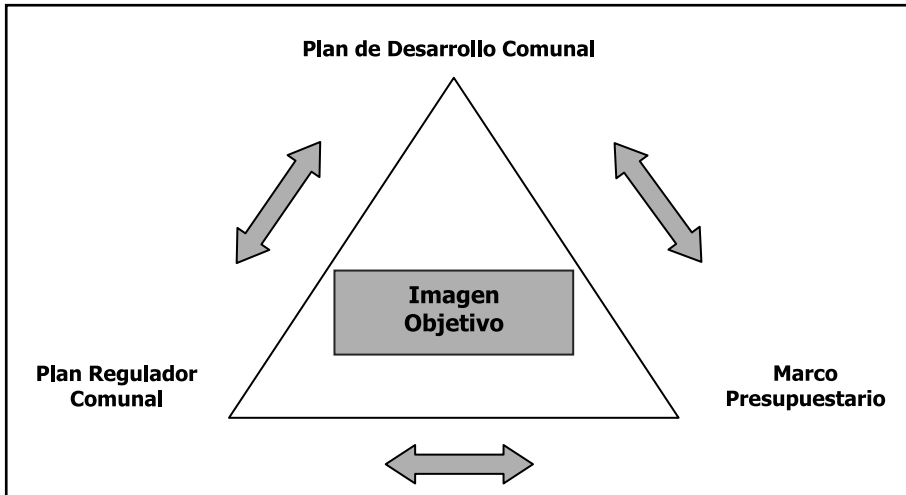 Plan de Desarrollo Comunal
Imagen
Objetivo
Plan Regulador
Comunal
Marco
Presupuestario